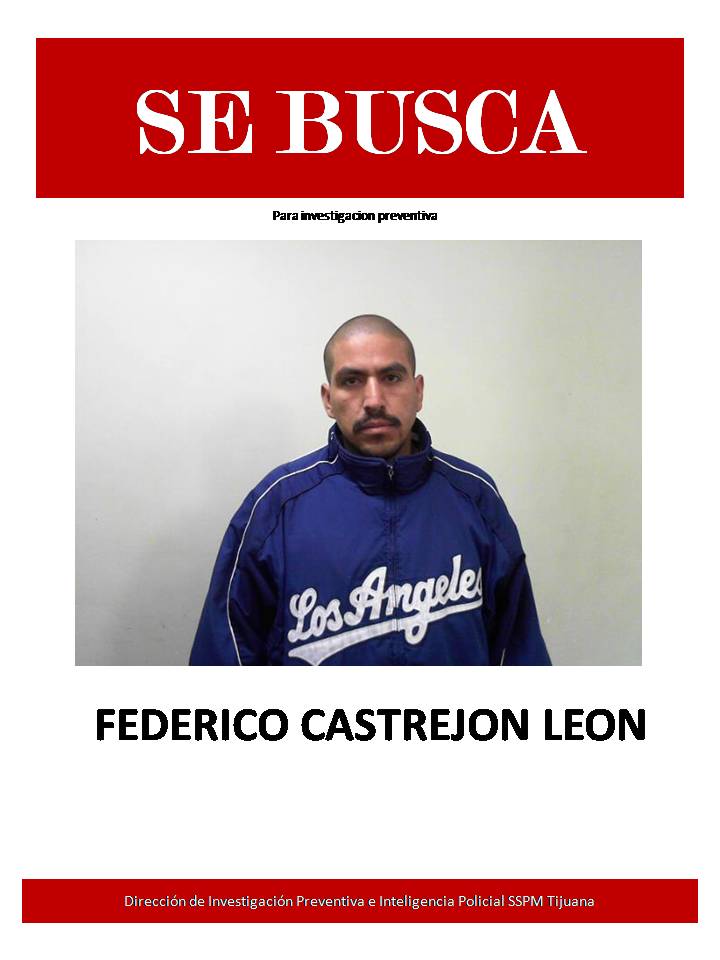 SE BUSCA
Para investigacion preventiva
Los Angeles
FEDERICO CASTREJON LEON
Dirección de Investigación Preventiva e Inteligencia Policial SSPM Tijuana